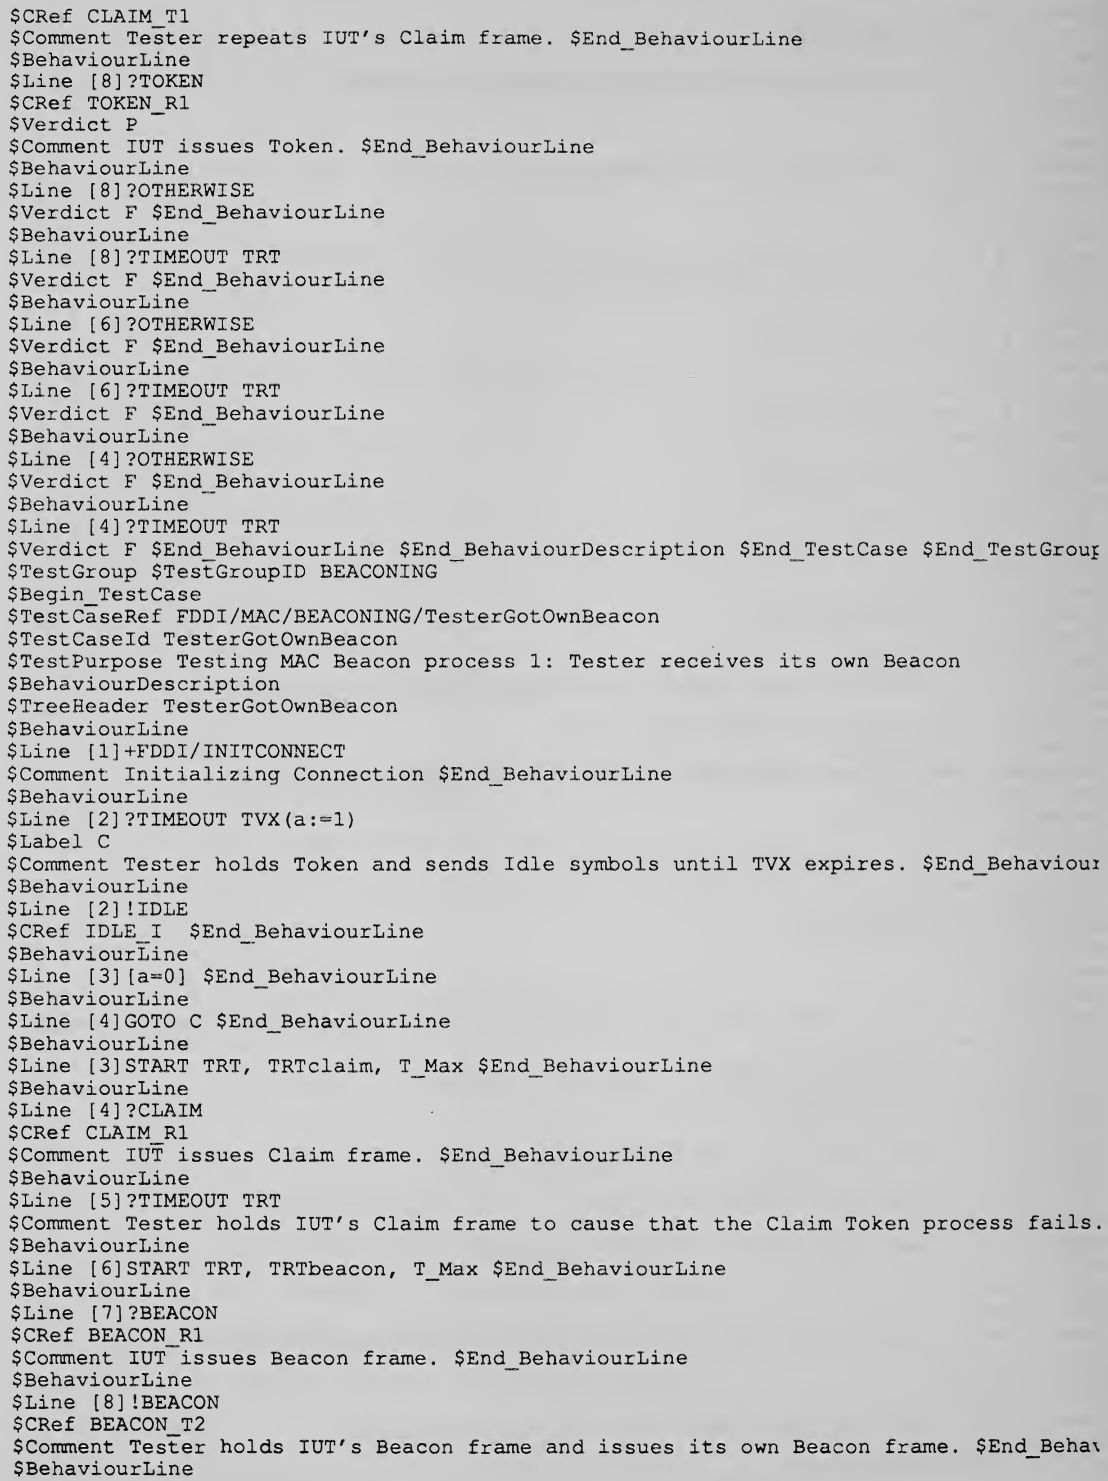 $CRef CLAIM_T1
$Comment Tester repeats IUT's Claim frame. $End_BehaviourLine
$BehaviourLine
$Line [8]?TOKEN
$CRef TOKEN_R1
$Verdict P
$Comment IUT issues Token. $End_BehaviourLine
$BehaviourLine
$Line [8]?OTHERWISE
$Verdict F $End_BehaviourLine
$BehaviourLine
$Line [8]?TIMEOUT TRT
$Verdict F $End_BehaviourLine
$BehaviourLine
$Line [6]?OTHERWISE
$Verdict F $End_BehaviourLine
$BehaviourLine
$Line [6]?TIMEOUT TRT
$Verdict F $End_BehaviourLine
$BehaviourLine
$Line [4]?OTHERWISE
$Verdict F $End_BehaviourLine
$BehaviourLine
$Line [4]?TIMEOUT TRT
$Verdict F $End_BehaviourLine $End_BehaviourDescription $End_TestCase $End_TestGroup
$TestGroup $TestGroupID BEACONING
$Begin_TestCase
$TestCaseRef FDDI/MAC/BEACONING/TesterGotOwnBeacon
$TestCaseId TesterGotOwnBeacon
$TestPurpose Testing MAC Beacon process 1: Tester receives its own Beacon
$BehaviourDescription
$TreeHeader TesterGotOwnBeacon
$BehaviourLine
$Line [1]+FDDI/INITCONNECT
$Comment Initializing Connection $End_BehaviourLine
$BehaviourLine
$Line [2]?TIMEOUT TVX(a:=1)
$Label C
$Comment Tester holds Token and sends Idle symbols until TVX expires. $End_Behaviour
$BehaviourLine
$Line [2]!IDLE
$CRef IDLE_I $End_BehaviourLine
$BehaviourLine
$Line [3][a=0] $End_BehaviourLine
$BehaviourLine
$Line [4]GOTO C $End_BehaviourLine
$BehaviourLine
$Line [3]START TRT, TRTclaim, T_Max $End_BehaviourLine
$BehaviourLine
$Line [4]?CLAIM
$CRef CLAIM_R1
$Comment IUT issues Claim frame. $End_BehaviourLine
$BehaviourLine
$Line [5]?TIMEOUT TRT
$Comment Tester holds IUT's Claim frame to cause that the Claim Token process fails.
$BehaviourLine
$Line [6]START TRT, TRTbeacon, T_Max $End_BehaviourLine
$BehaviourLine
$Line [7]?BEACON
$CRef BEACON_R1
$Comment IUT issues Beacon frame. $End_BehaviourLine
$BehaviourLine
$Line [8]!BEACON
$CRef BEACON_T2
$Comment Tester holds IUT's Beacon frame and issues its own Beacon frame. $End_Behav
$BehaviourLine